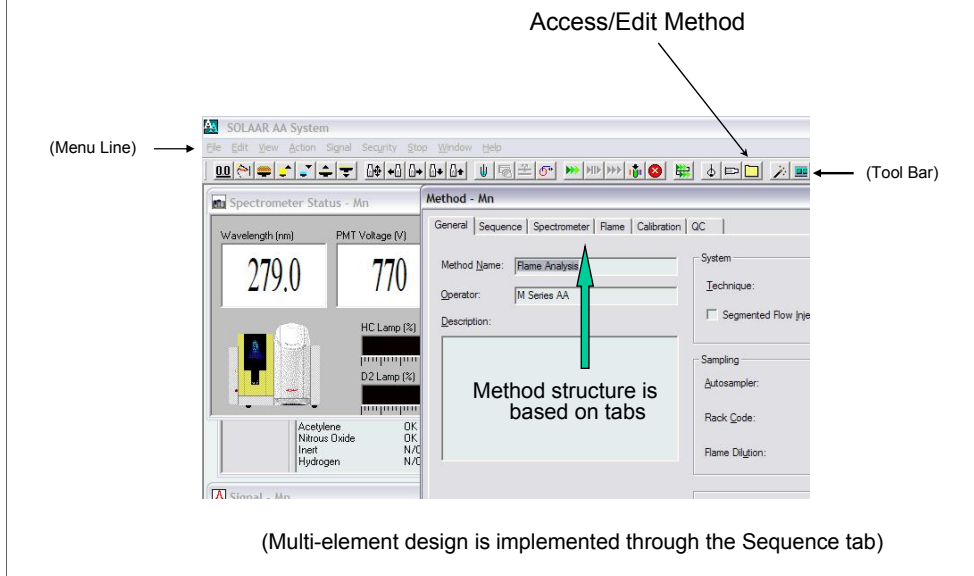 Access/Edit Method
SOLAAR AA System
(Menu Line)
File Edit View Action Signal Security Stop Window Help
0.0
(Tool Bar)
Spectrometer Status - Mn
Method - Mn
General Sequence Spectrometer Flame Calibration QC
Wavelength (nm) PMT Voltage (V)
279.0 770
Method Name: Flame Analysis
Operator: M Series AA
Description:
System
Technique:
Segmented Flow Inje
HC Lamp (%)
D2 Lamp (%)
Method structure is
based on tabs
Sampling
Autosampler:
Rack Code:
Flame Dilution:
Acetylene OK
Nitrous Oxide OK
Inert N/C
Hydrogen N/C
Signal - Mn
(Multi-element design is implemented through the Sequence tab)